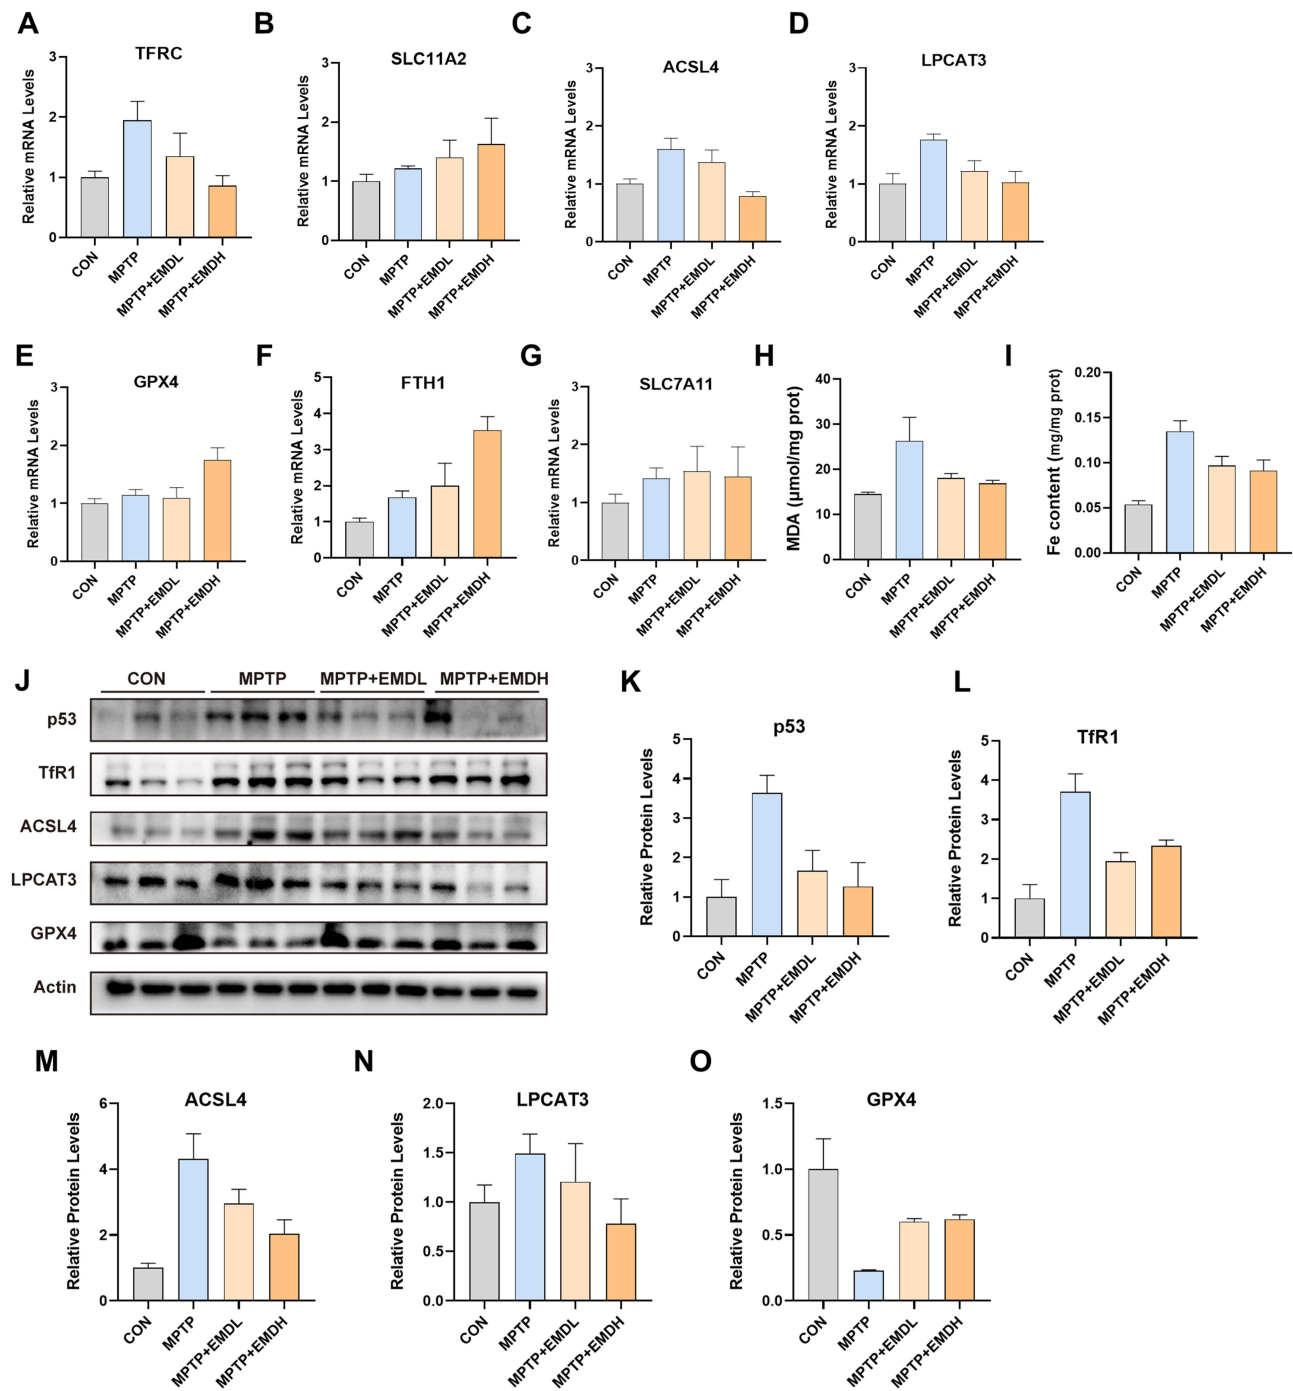 A
TFRC
Relative mRNA Levels
3
2
1
0
CON
MPTP
MPTP+EMDL
MPTP+EMDH
B
SLC11A2
Relative mRNA Levels
3
2
1
0
CON
MPTP
MPTP+EMDL
MPTP+EMDH
C
ACSL4
Relative mRNA Levels
3
2
1
0
CON
MPTP
MPTP+EMDL
MPTP+EMDH
D
LPCAT3
Relative mRNA Levels
3
2
1
0
CON
MPTP
MPTP+EMDL
MPTP+EMDH
E
GPX4
Relative mRNA Levels
3
2
1
0
CON
MPTP
MPTP+EMDL
MPTP+EMDH
F
FTH1
Relative mRNA Levels
5
4
3
2
1
0
CON
MPTP
MPTP+EMDL
MPTP+EMDH
G
SLC7A11
Relative mRNA Levels
3
2
1
0
CON
MPTP
MPTP+EMDL
MPTP+EMDH
H
MDA (μmol/mg prot)
40
30
20
10
0
CON
MPTP
MPTP+EMDL
MPTP+EMDH
I
Fe content (mg/mg prot)
0.20
0.15
0.10
0.05
0.00
CON
MPTP
MPTP+EMDL
MPTP+EMDH
J
CON MPTP MPTP+EMDL MPTP+EMDH
p53
TfR1
ACSL4
LPCAT3
GPX4
Actin
K
p53
Relative Protein Levels
5
4
3
2
1
0
CON
MPTP
MPTP+EMDL
MPTP+EMDH
L
TfR1
Relative Protein Levels
5
4
3
2
1
0
CON
MPTP
MPTP+EMDL
MPTP+EMDH
M
ACSL4
Relative Protein Levels
6
4
2
0
CON
MPTP
MPTP+EMDL
MPTP+EMDH
N
LPCAT3
Relative Protein Levels
2.0
1.5
1.0
0.5
0.0
CON
MPTP
MPTP+EMDL
MPTP+EMDH
O
GPX4
Relative Protein Levels
1.5
1.0
0.5
0.0
CON
MPTP
MPTP+EMDL
MPTP+EMDH